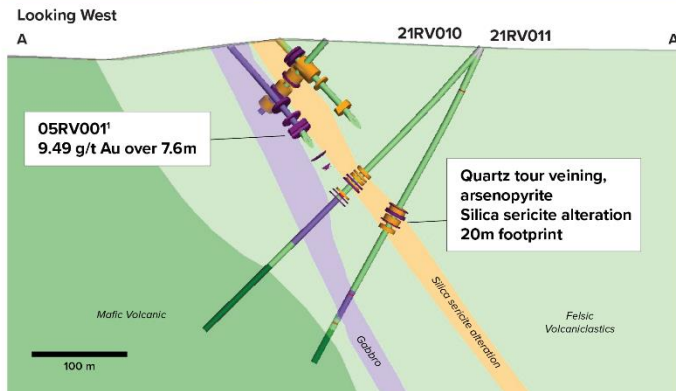 Looking West
A
21RV010
21RV011
A
05RV001¹
9.49 g/t Au over 7.6m
Quartz tour veining,
arsenopyrite
Silica sericite alteration
20m footprint
Mafic Volcanic
Gabbro
Silica sericite alteration
Felsic
Volcaniclastics
100 m